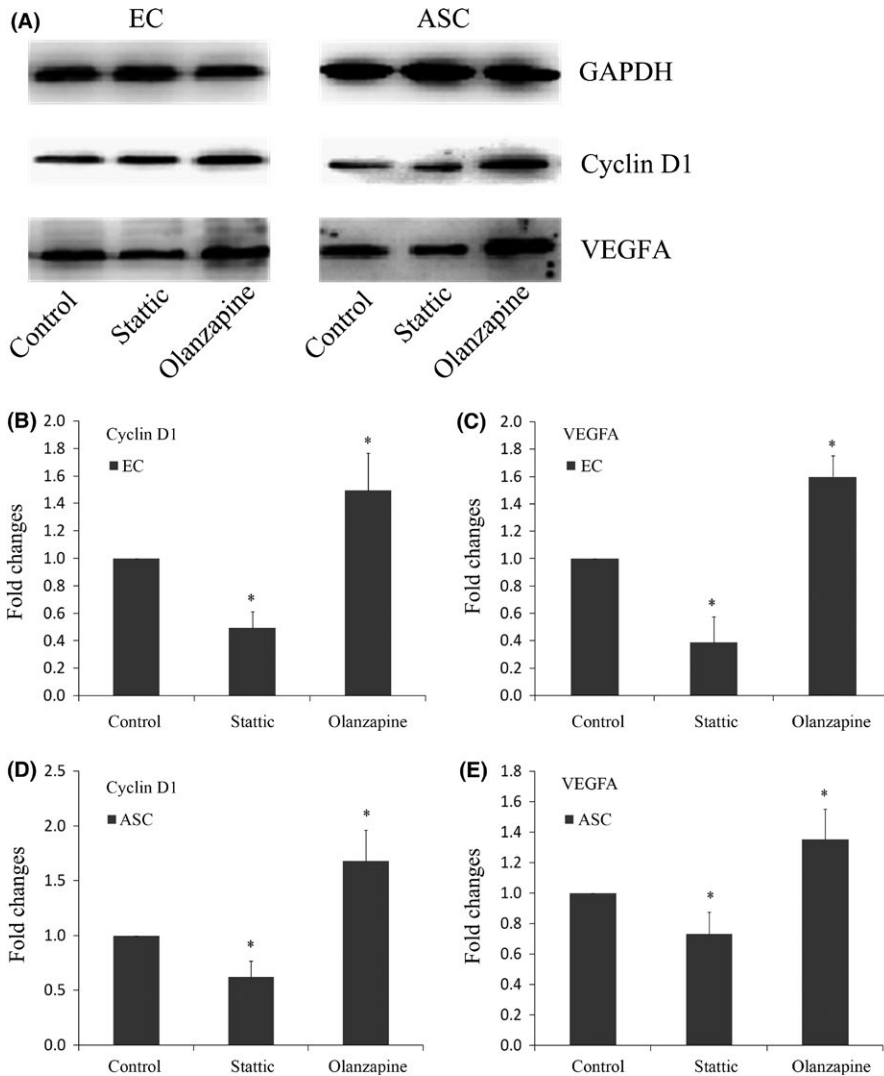 (A)
EC
ASC
GAPDH
Cyclin D1
VEGFA
Control
Stattic
Olanzapine
Control
Stattic
Olanzapine
(B)
Cyclin D1
EC
Fold changes
2.0
1.8
1.6
1.4
1.2
1.0
0.8
0.6
0.4
0.2
0.0
*
*
Control Stattic Olanzapine
(C)
VEGFA
EC
Fold changes
2.0
1.8
1.6
1.4
1.2
1.0
0.8
0.6
0.4
0.2
0.0
*
*
Control Stattic Olanzapine
(D)
Cyclin D1
ASC
Fold changes
2.5
2.0
1.5
1.0
0.5
0.0
*
*
Control Stattic Olanzapine
(E)
VEGFA
ASC
Fold changes
1.8
1.6
1.4
1.2
1.0
0.8
0.6
0.4
0.2
0.0
*
*
Control Stattic Olanzapine